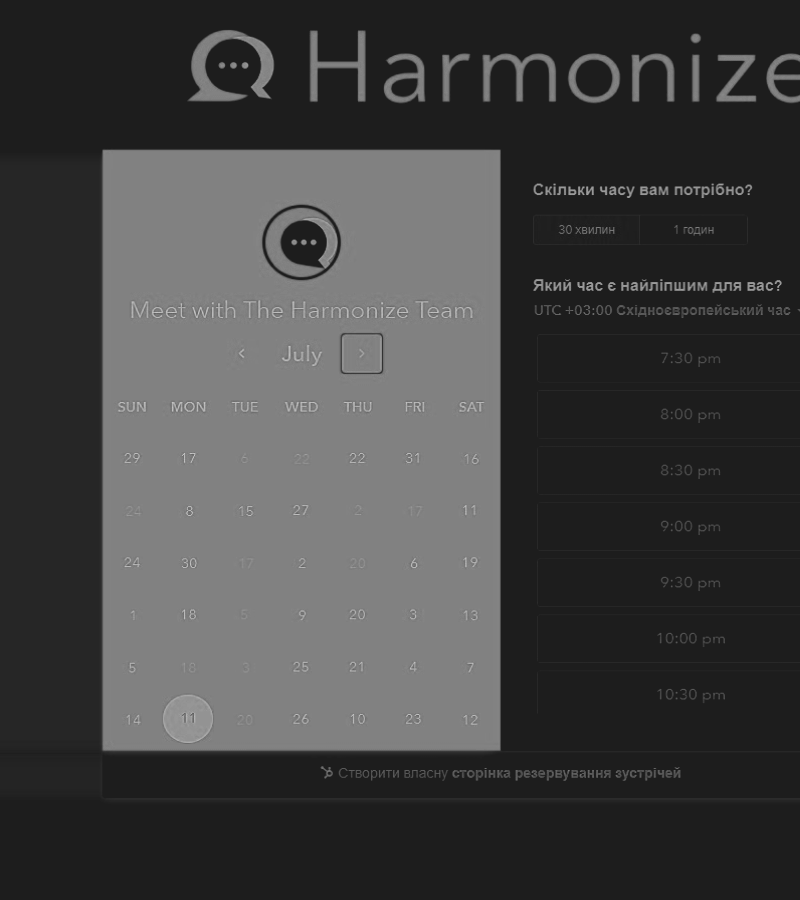 Harmonize
Meet with The Harmonize Team
July
SUN MON TUE WED THU FRI SAT
29 17 6 22 22 31 16
24 8 15 27 2 17 11
24 30 17 2 20 6 19
1 18 5 9 20 3 13
5 18 3 25 21 4 7
14 11 20 26 10 23 12
Скільки часу вам потрібно?
30 хвилин 1 годин
Який час є найліпшим для вас?
UTC +03:00 Східноєвропейський час
7:30 pm
8:00 pm
8:30 pm
9:00 pm
9:30 pm
10:00 pm
10:30 pm
Створити власну сторінка резервування зустрічей